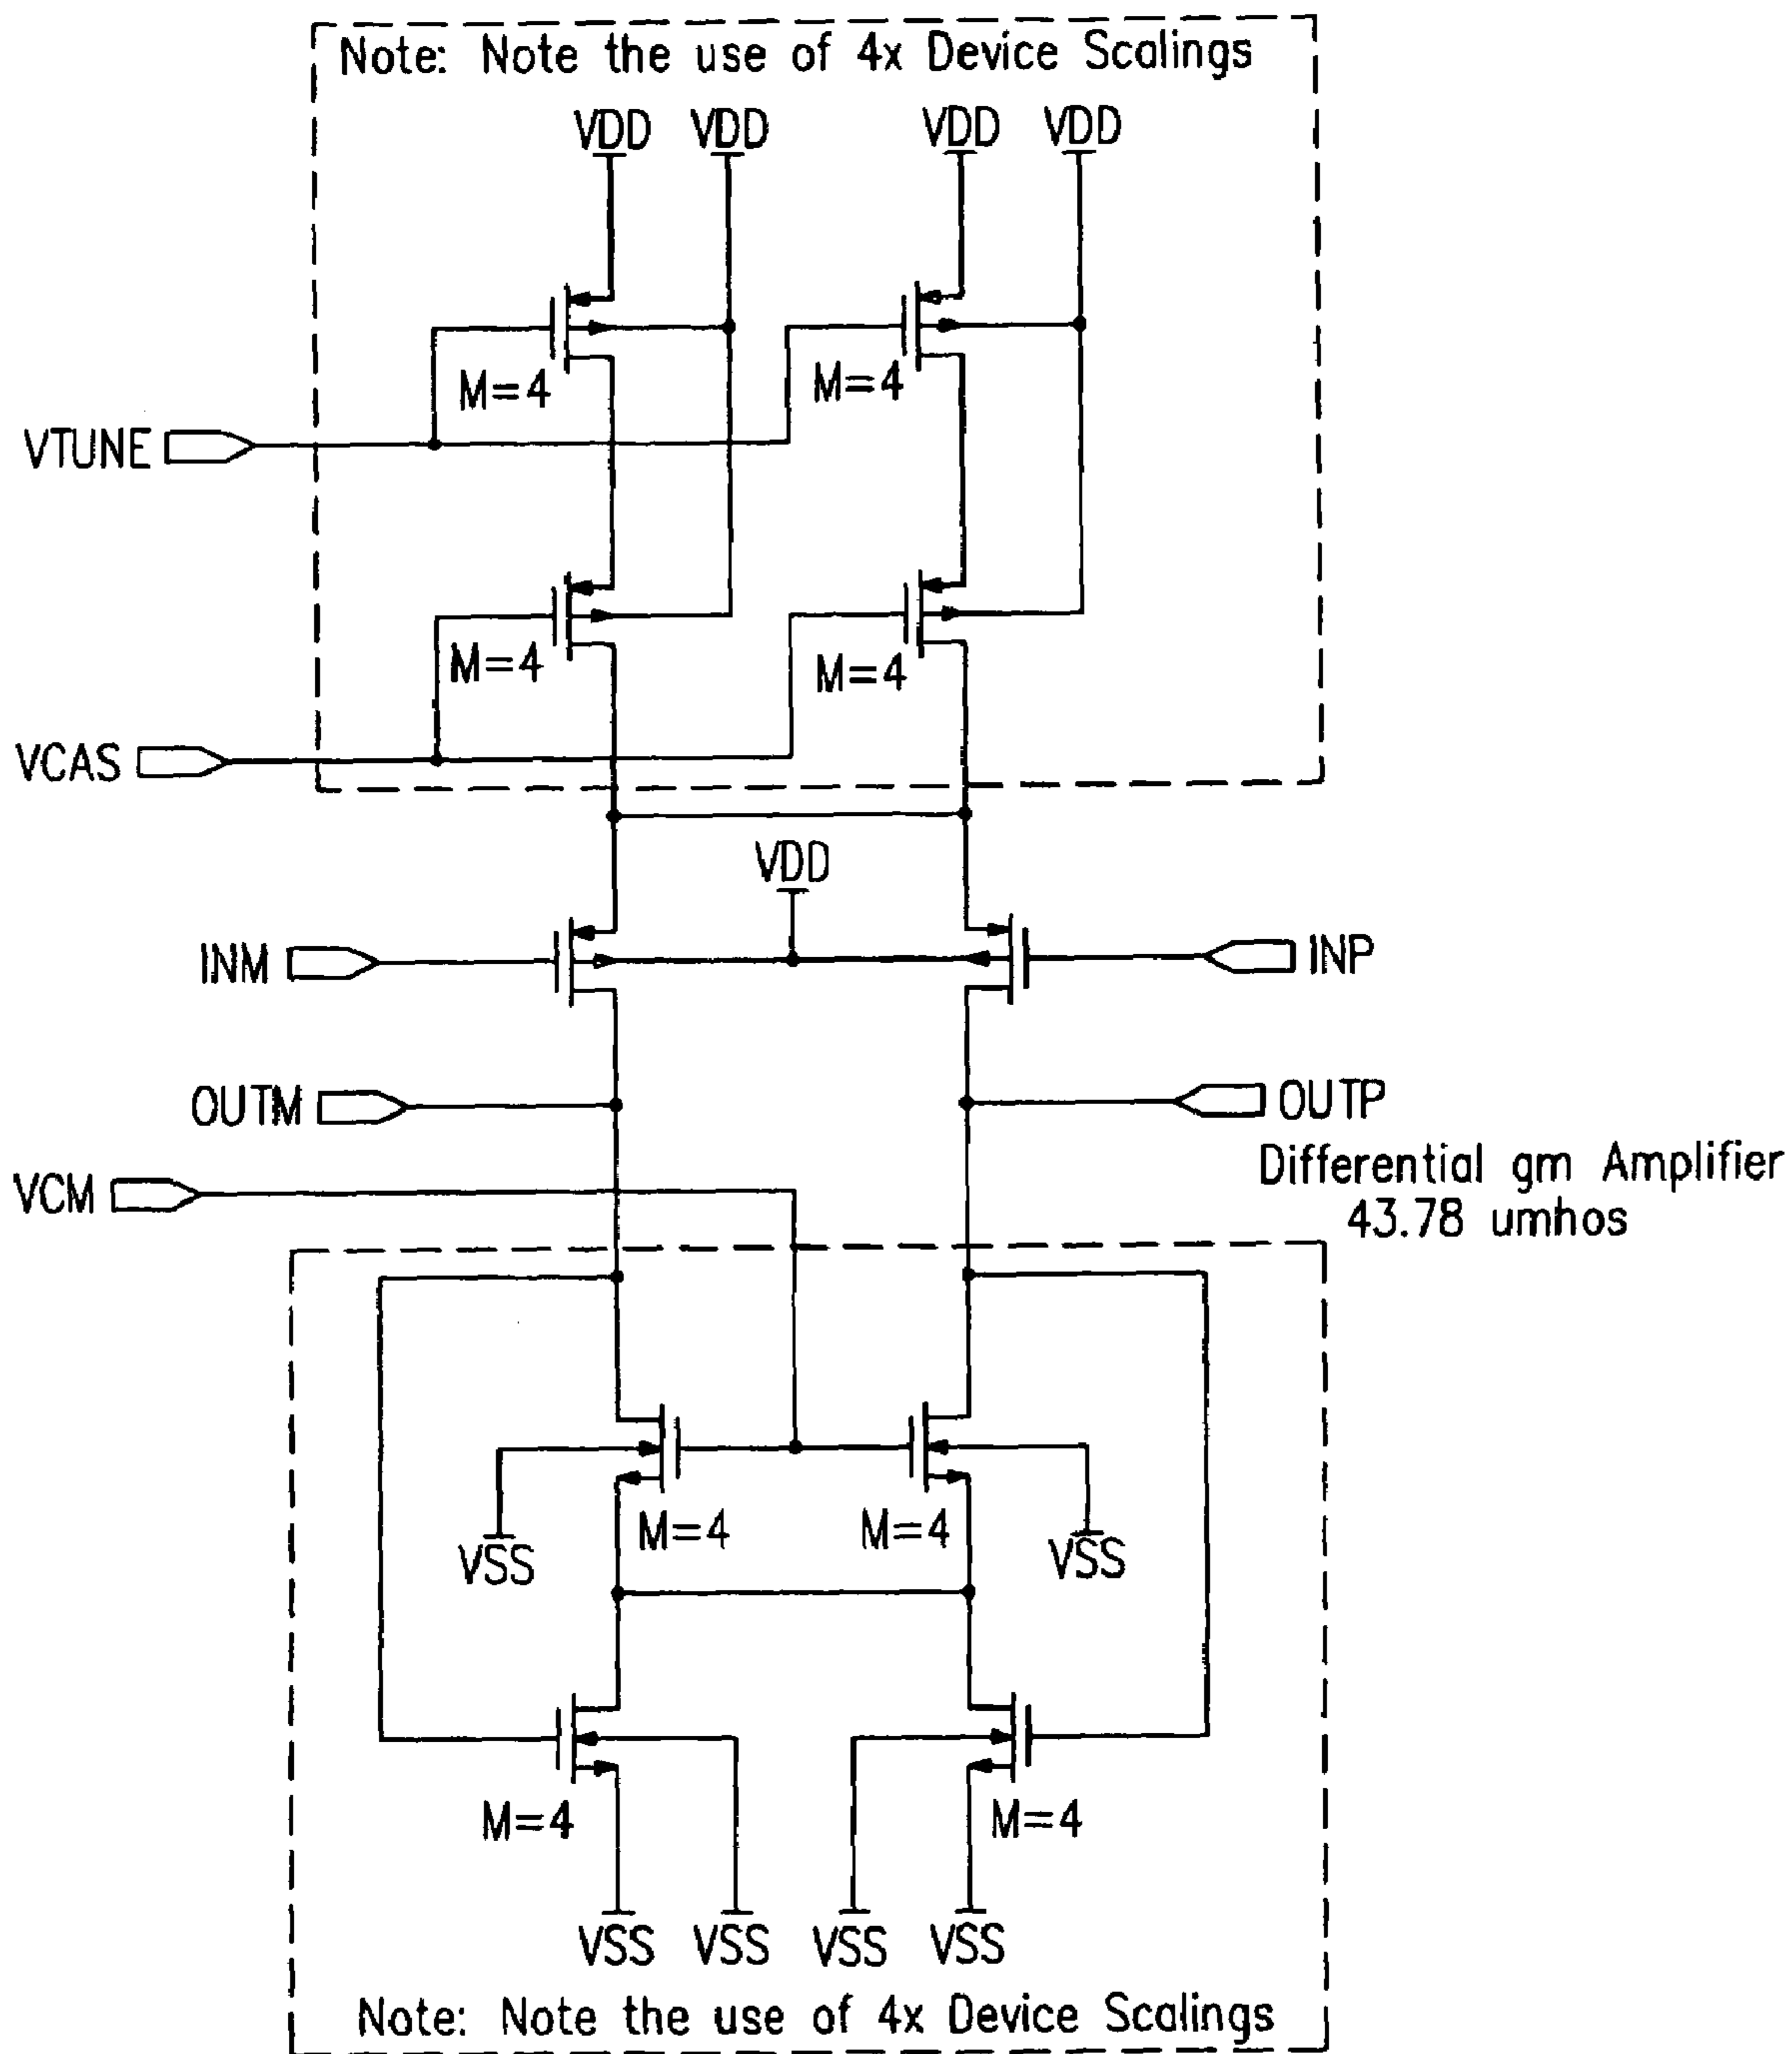 Note: Note the use of 4x Device Scalings
VDD VDD VDD VDD
M=4 M=4
VTUNE
M=4 M=4
VCAS
VDD
INM INP
OUTM OUTP
Differential gm Amplifier
43.78 umhos
VCM
M=4 M=4
VSS VSS
M=4 M=4
VSS VSS VSS VSS
Note: Note the use of 4x Device Scalings